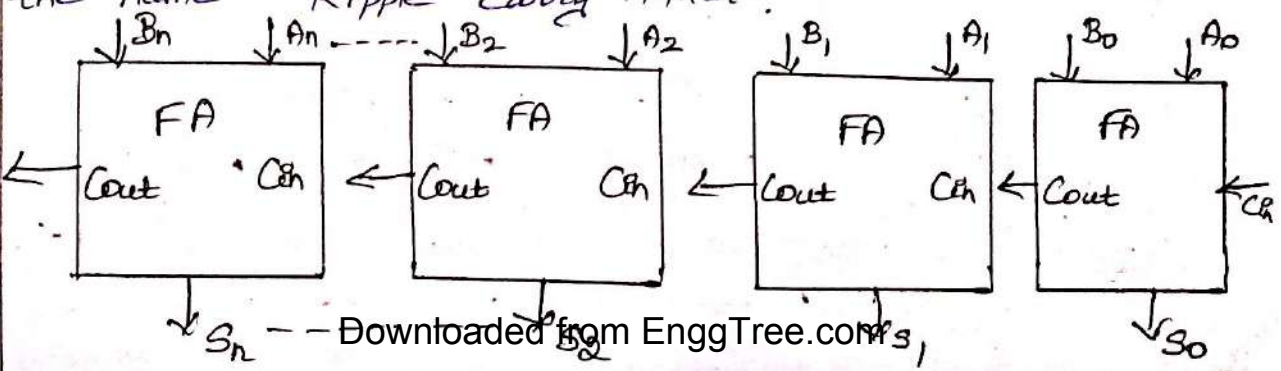 the name Ripple Carry
Bn An B2 A2 B1 A1 B0 A0
FA FA FA FA
Cout Cin Cout Cin Cout Cin Cout Cin
Sn S2 S1 S0
Downloaded from EnggTree.com